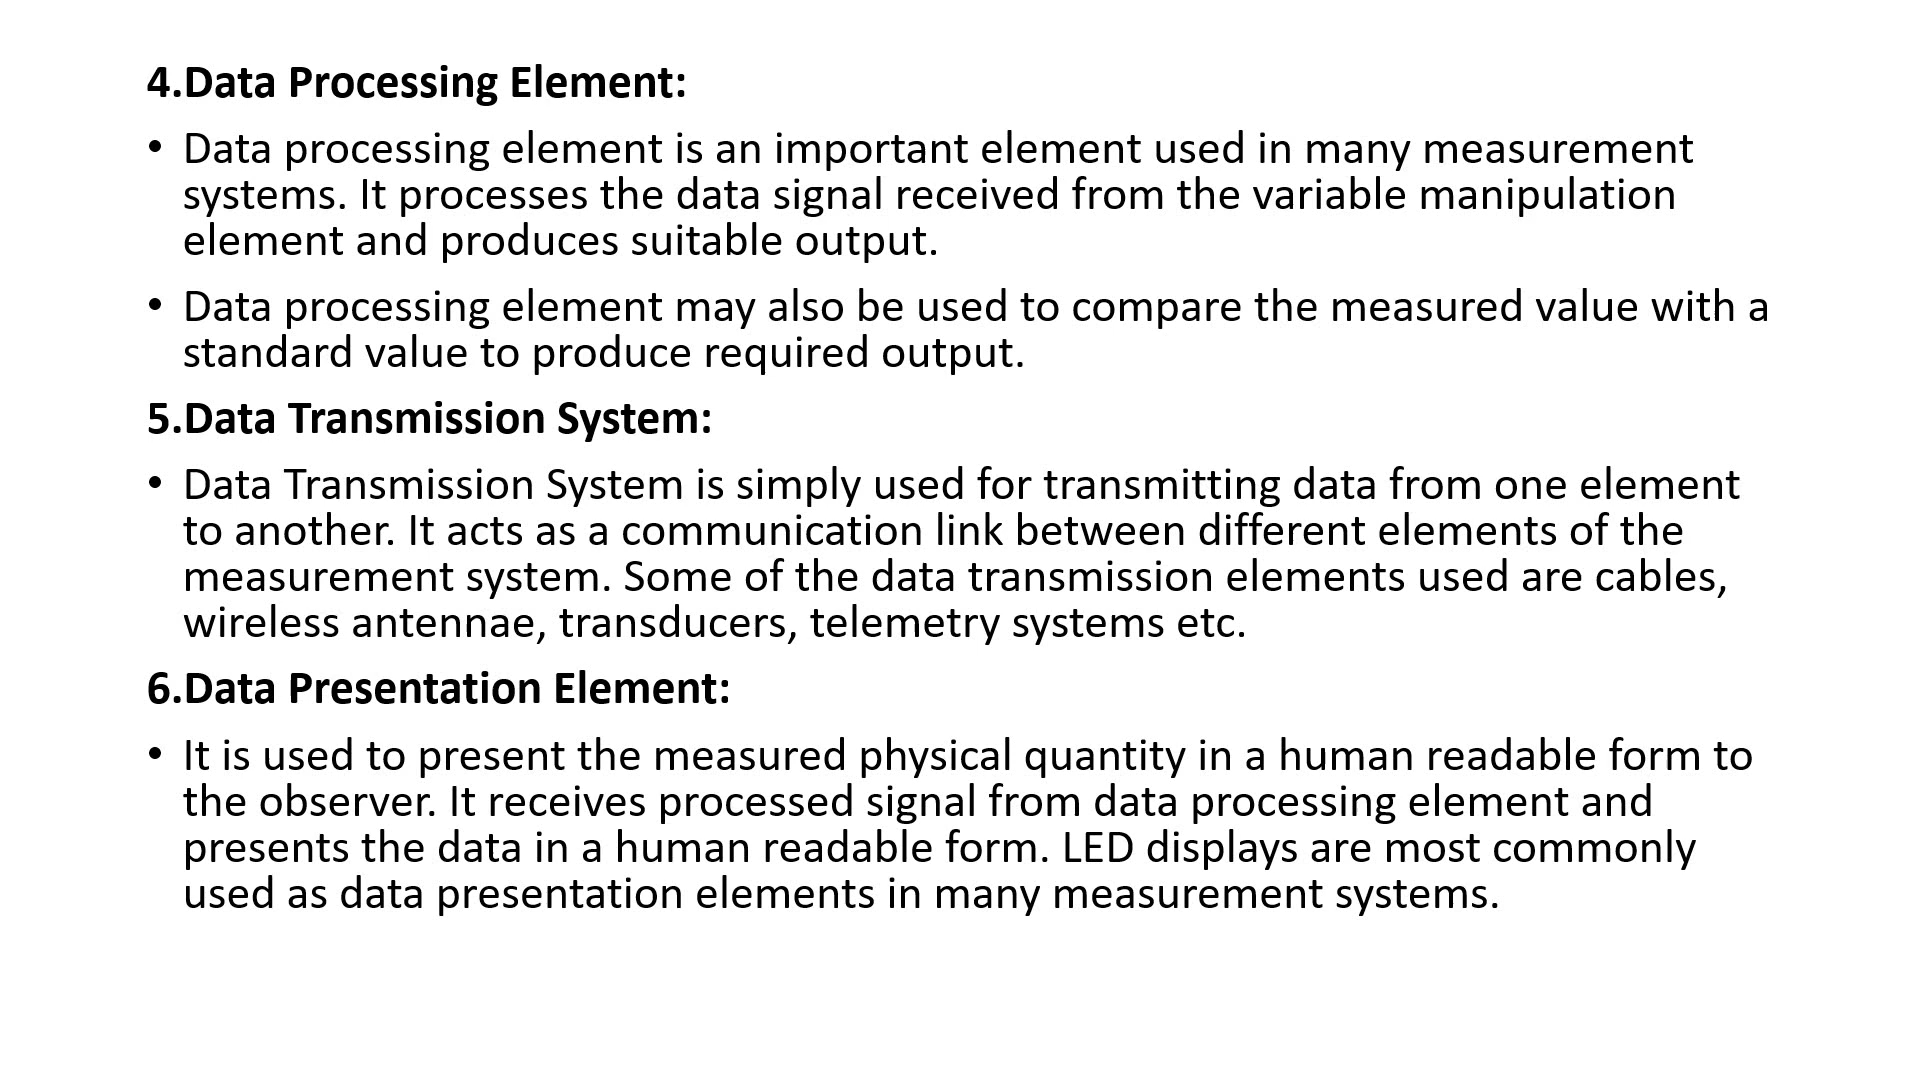 4.Data Processing Element:
• Data processing element is an important element used in many measurement
systems. It processes the data signal received from the variable manipulation
element and produces suitable output.
• Data processing element may also be used to compare the measured value with a
standard value to produce required output.
5.Data Transmission System:
• Data Transmission System is simply used for transmitting data from one element
to another. It acts as a communication link between different elements of the
measurement system. Some of the data transmission elements used are cables,
wireless antennae, transducers, telemetry systems etc.
6.Data Presentation Element:
• It is used to present the measured physical quantity in a human readable form to
the observer. It receives processed signal from data processing element and
presents the data in a human readable form. LED displays are most commonly
used as data presentation elements in many measurement systems.